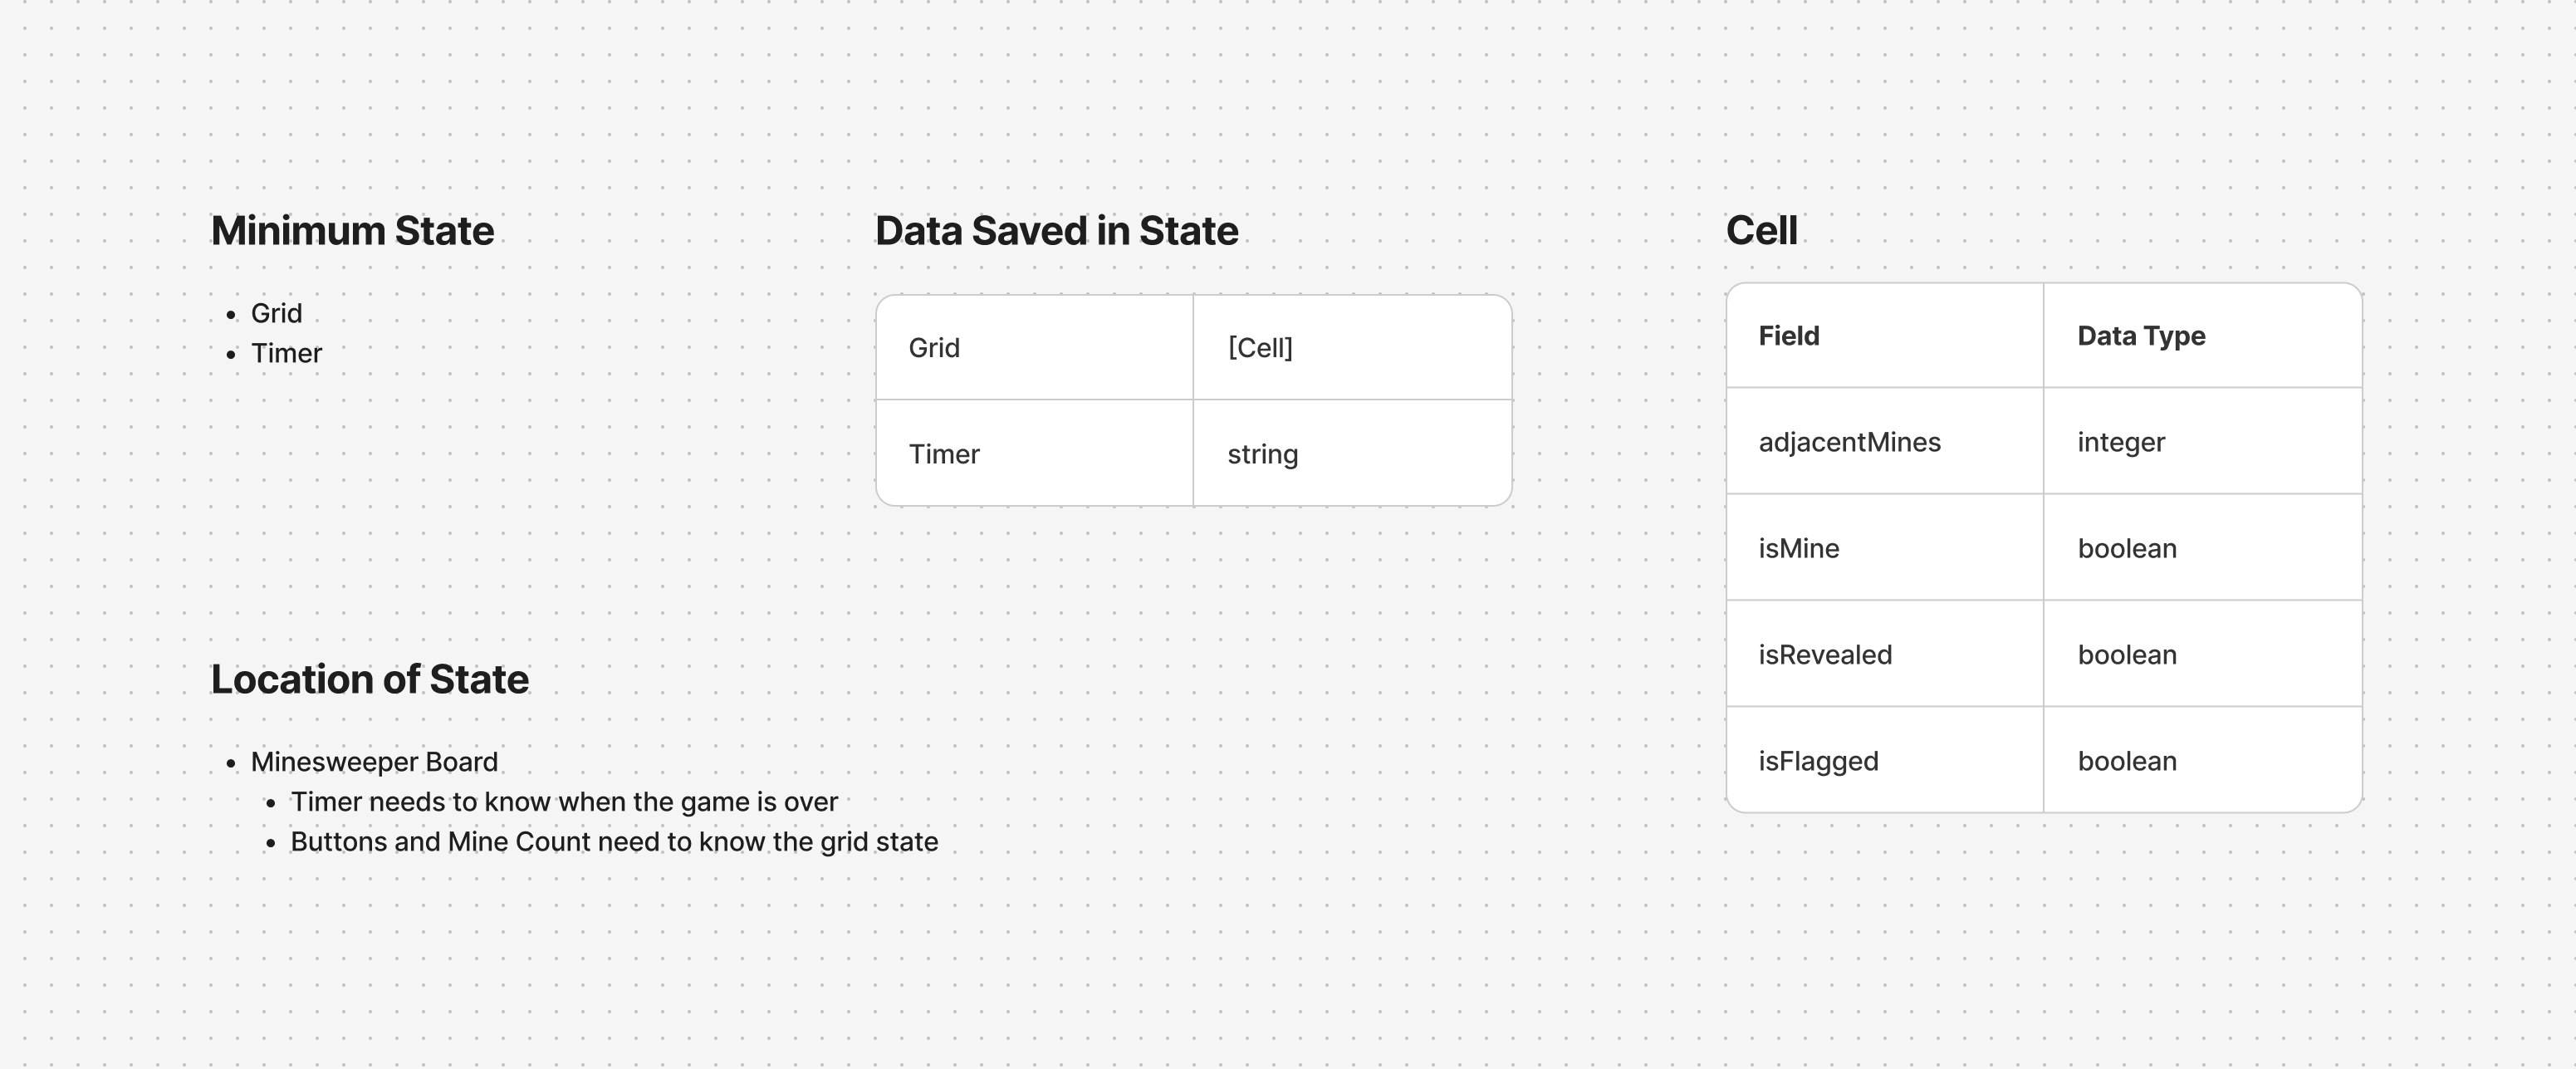 Minimum State
• Grid
• Timer
Location of State
• Minesweeper Board
• Timer needs to know when the game is over
• Buttons and Mine Count need to know the grid state
Data Saved in State
Grid [Cell]
Timer string
Cell
Field Data Type
adjacentMines integer
isMine boolean
isRevealed boolean
isFlagged boolean